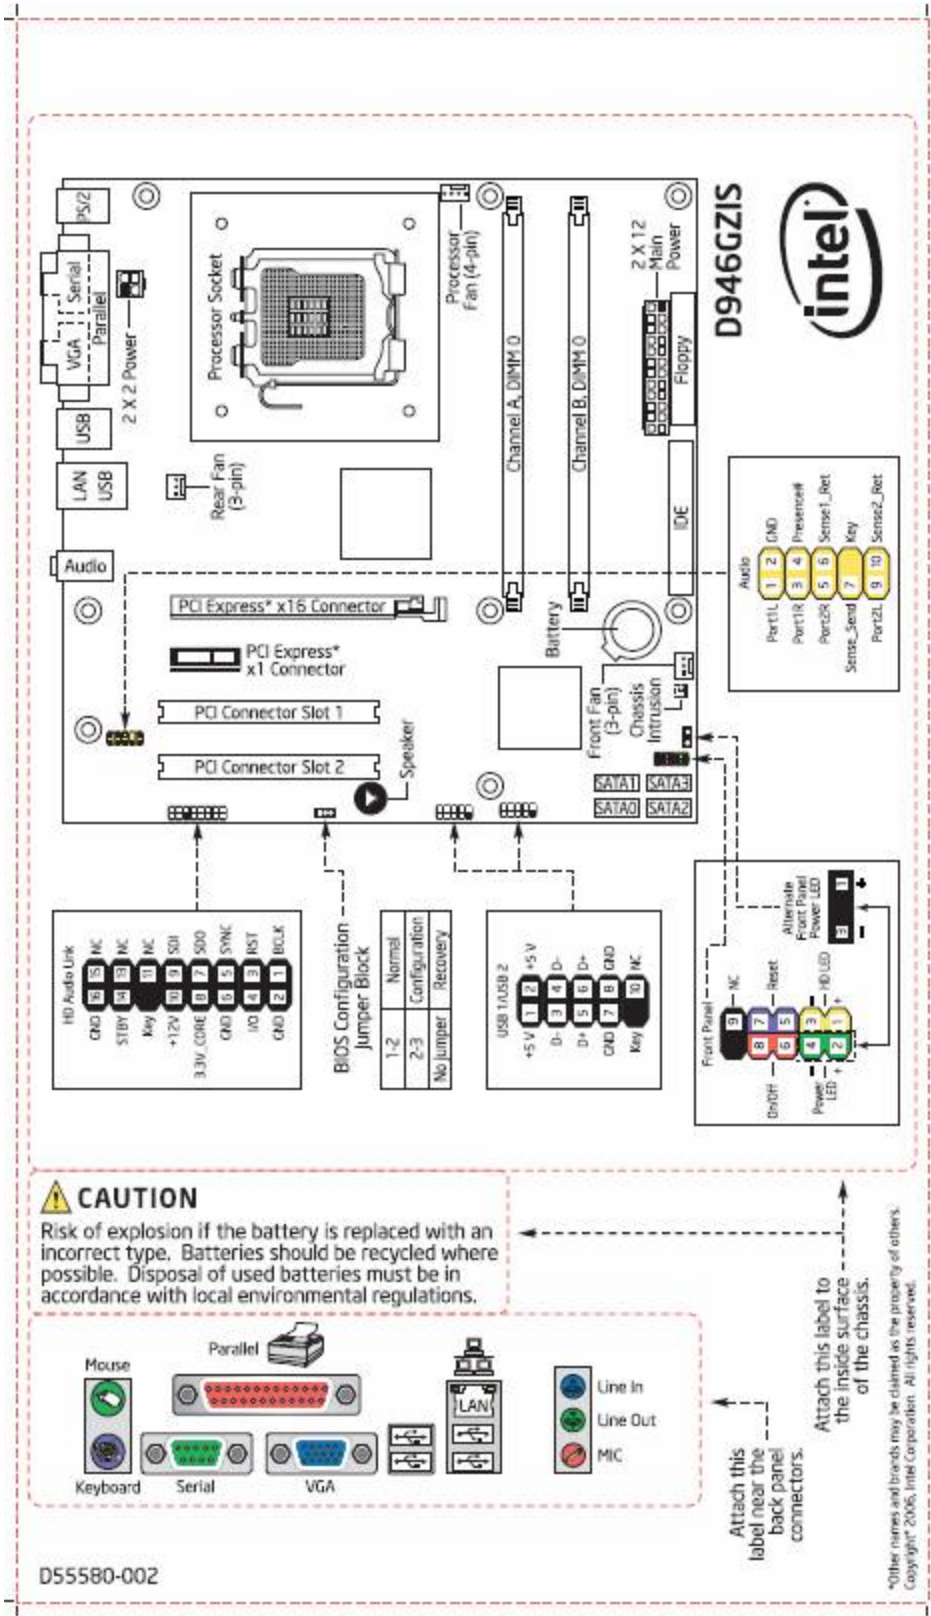 PS/2
Serial
Parallel
VGA
2 X 2 Power
USB
LAN
USB
Audio
Processor Socket
Processor
Fan (4-pin)
Rear Fan
(3-pin)
Channel A, DIMM 0
Channel B, DIMM 0
2 X 12
Main
Power
Floppy
IDE
D946GZIS
intel
PCI Express* x16 Connector
PCI Express*
x1 Connector
PCI Connector Slot 1
PCI Connector Slot 2
Speaker
Battery
Front Fan
(3-pin)
Chassis
Intrusion
SATA1
SATA3
SATA0
SATA2
Audio
Port1L 1 2 GND
Port1R 3 4 Presence#
Port2R 5 6 Sense1_Ret
Sense_Send 7 Key
Port2L 9 10 Sense2_Ret
HD Audio Link
GND 16 15 NC
STBY 14 13 NC
Key 11 NC
+12V 10 9 SDI
3.3V_CORE 8 7 SDO
GND 6 5 SYNC
I/O 4 3 RST
GND 2 1 BCLK
BIOS Configuration
Jumper Block
1-2 Normal
2-3 Configuration
No jumper Recovery
USB 1/USB 2
+5 V 1 2 +5 V
D- 3 4 D-
D+ 5 6 D+
GND 7 8 GND
Key 10 NC
Front Panel
9 NC
On/Off 8 7 Reset
6 5
Power LED - 4 3 - HD LED
+ 2 1 +
Alternate
Front Panel
Power LED
3 1
- +
CAUTION
Risk of explosion if the battery is replaced with an
incorrect type. Batteries should be recycled where
possible. Disposal of used batteries must be in
accordance with local environmental regulations.
Mouse
Keyboard
Parallel
Serial
VGA
LAN
Line In
Line Out
MIC
Attach this
label near the
back panel
connectors.
Attach this label to
the inside surface
of the chassis.
*Other names and brands may be claimed as the property of others.
Copyright© 2006, Intel Corporation. All rights reserved.
D55580-002